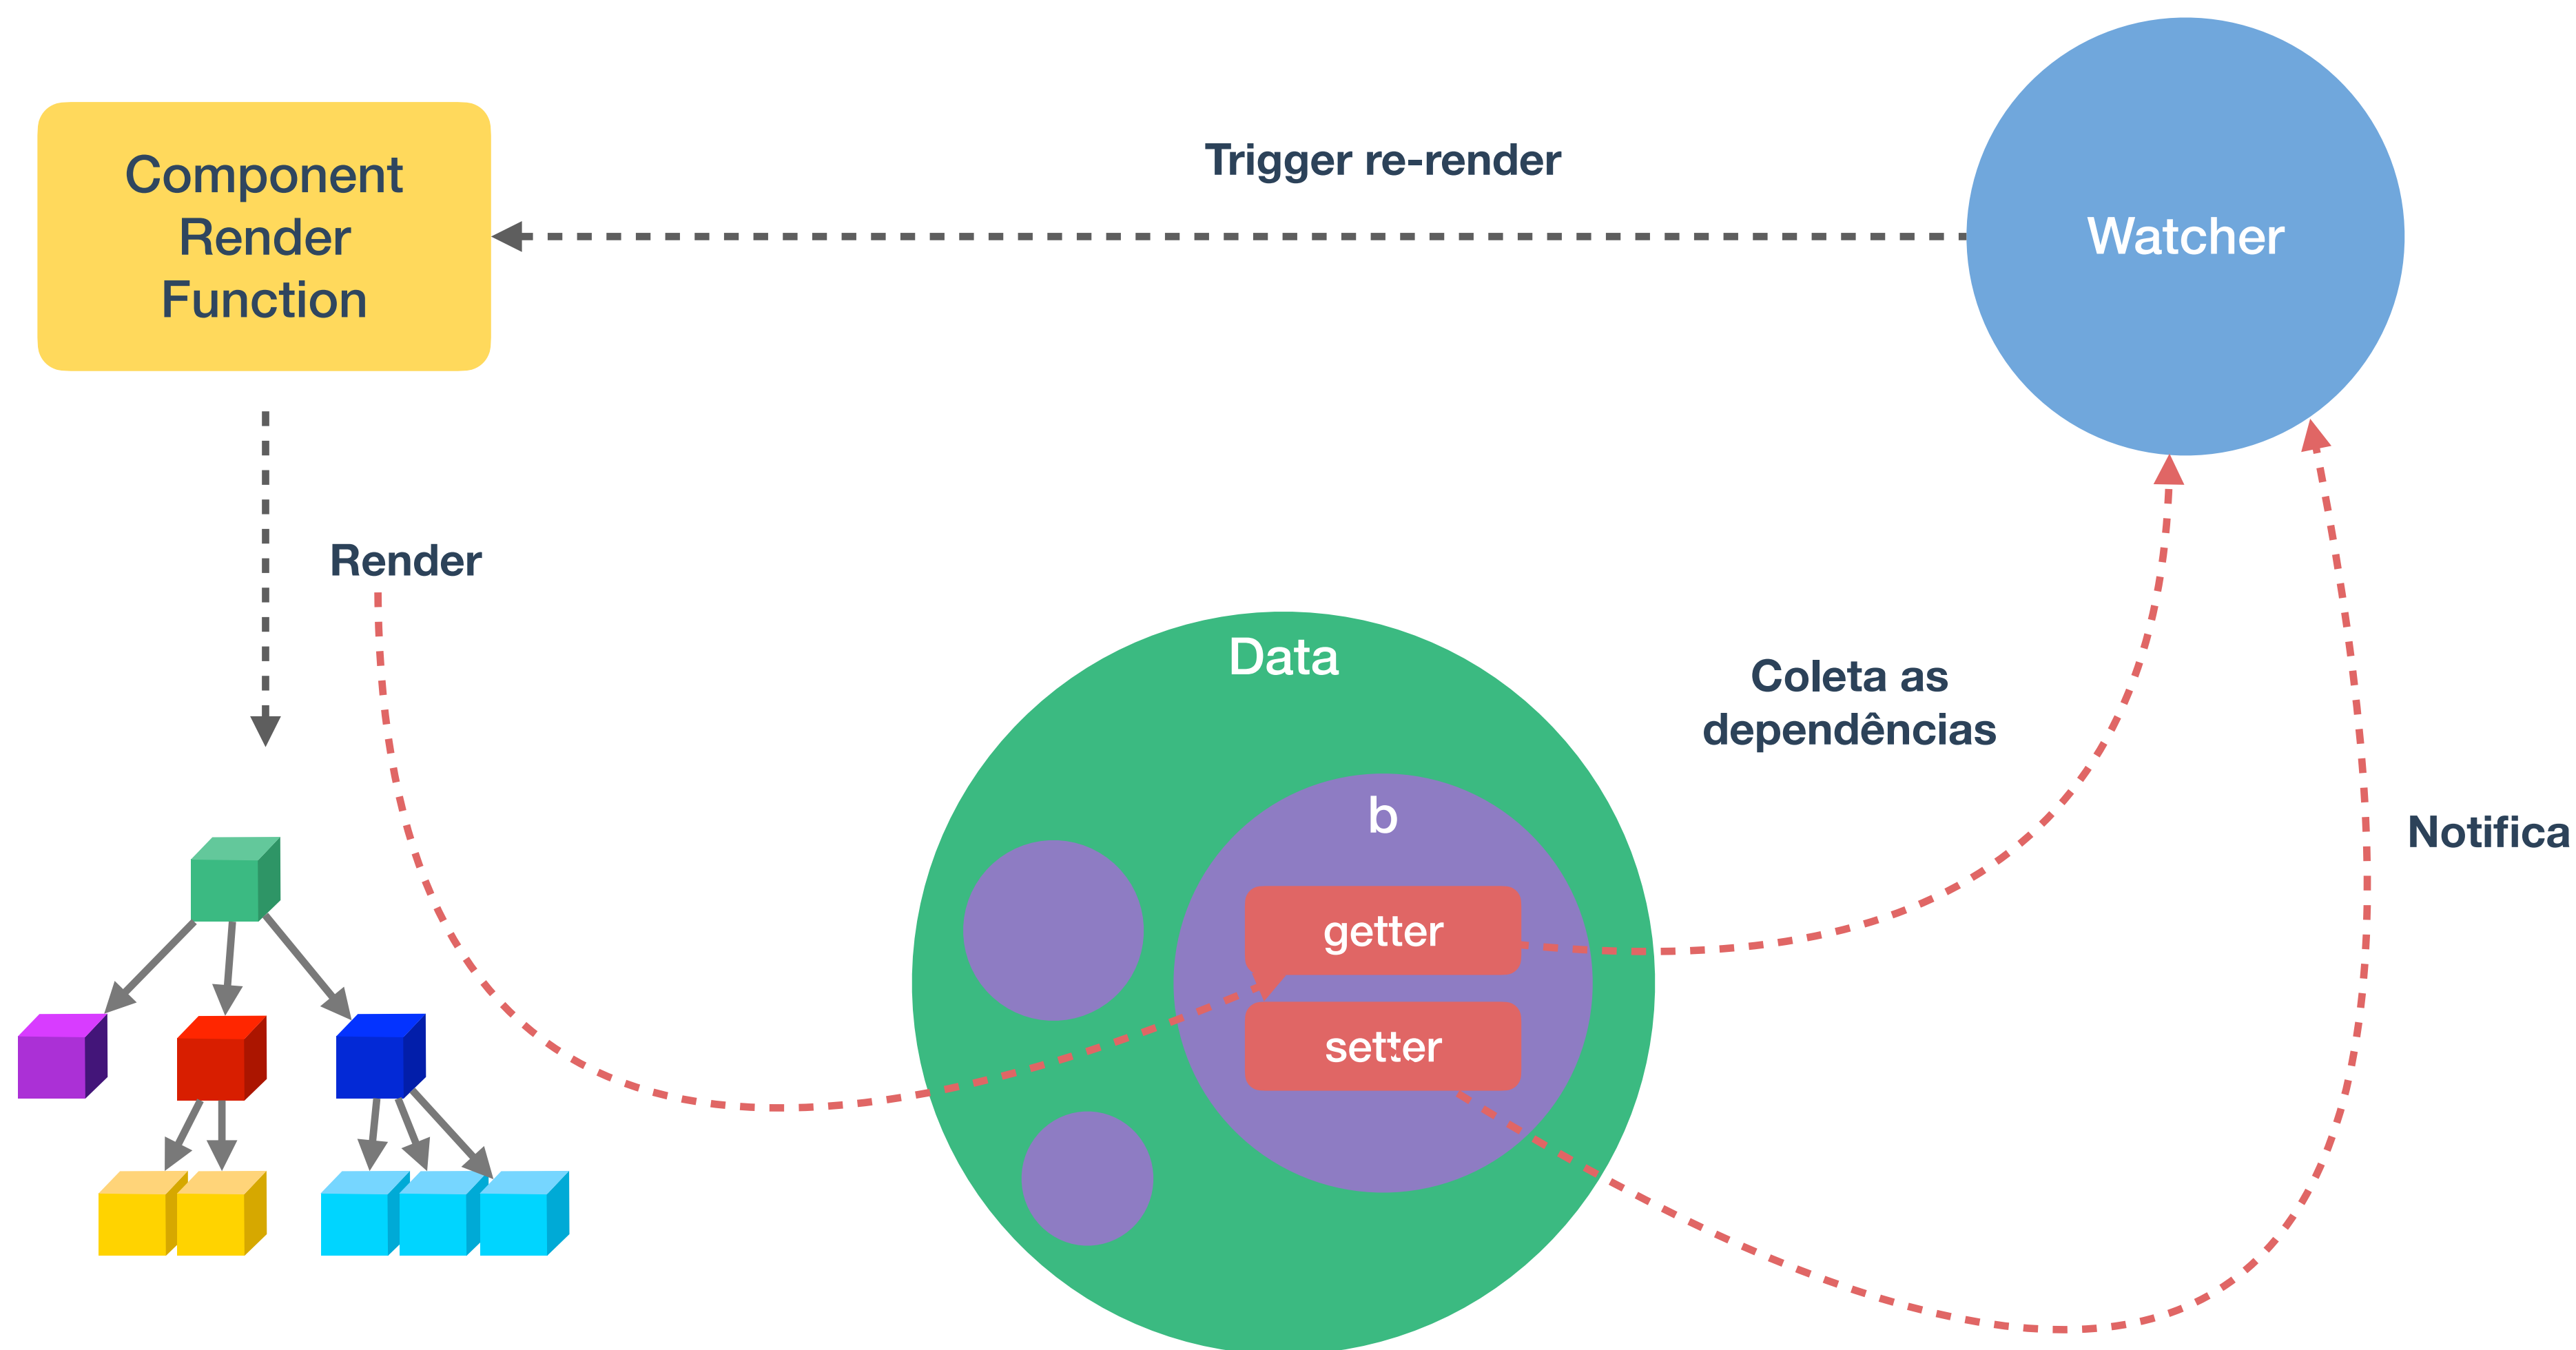 Component
Render
Function
Trigger re-render
Watcher
Render
Data
Coleta as
dependências
b
Notifica
getter
setter